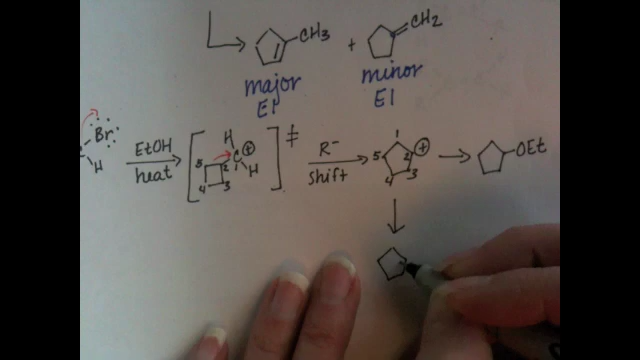 CH3 + CH2
major minor
E1 E1
Br EtOH heat H C ⊕ H ‡ R- shift ⊕ OEt
H 5 2 1 4 3 1 5 2 4 3